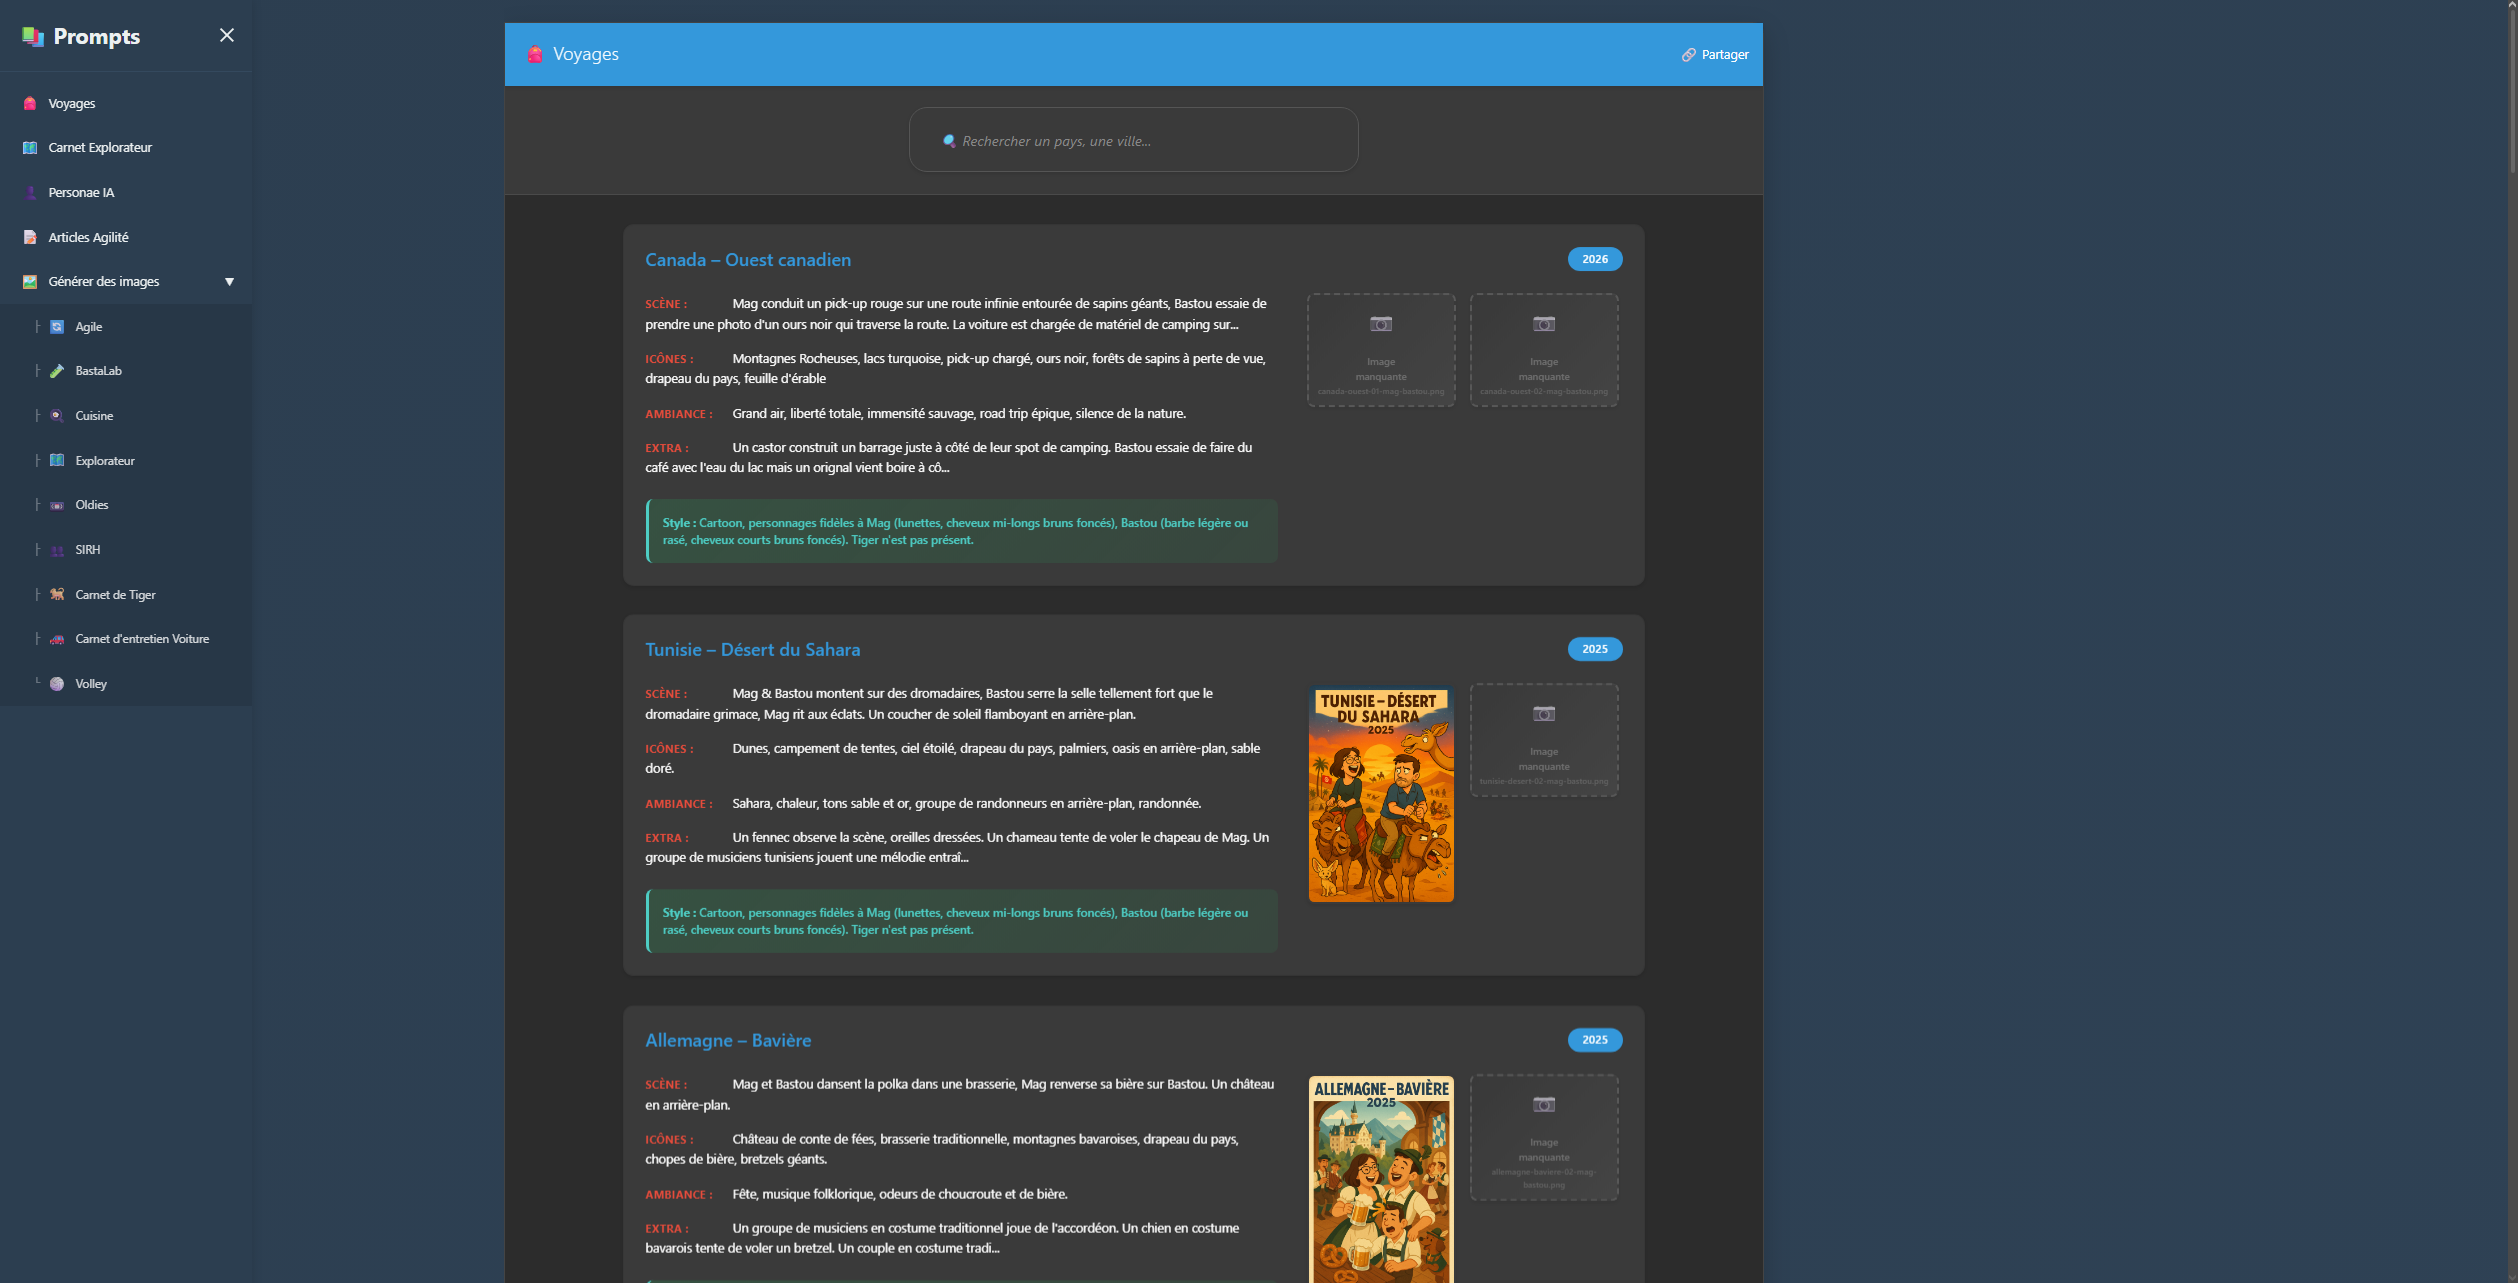 Prompts
Voyages
Carnet Explorateur
Personae IA
Articles Agilité
Générer des images
Agile
BastaLab
Cuisine
Explorateur
Oldies
SIRH
Carnet de Tiger
Carnet d'entretien Voiture
Volley
Voyages
Partager
Rechercher un pays, une ville...
Canada – Ouest canadien
2026
SCÈNE : Mag conduit un pick-up rouge sur une route infinie entourée de sapins géants, Bastou essaie de
prendre une photo d'un ours noir qui traverse la route. La voiture est chargée de matériel de camping sur...
ICÔNES : Montagnes Rocheuses, lacs turquoise, pick-up chargé, ours noir, forêts de sapins à perte de vue,
drapeau du pays, feuille d'érable
AMBIANCE : Grand air, liberté totale, immensité sauvage, road trip épique, silence de la nature.
EXTRA : Un castor construit un barrage juste à côté de leur spot de camping. Bastou essaie de faire du
café avec l'eau du lac mais un orignal vient boire à cô...
Style : Cartoon, personnages fidèles à Mag (lunettes, cheveux mi-longs bruns foncés), Bastou (barbe légère ou
rasé, cheveux courts bruns foncés). Tiger n'est pas présent.
Image
manquante
canada-ouest-01-mag-bastou.png
Image
manquante
canada-ouest-02-mag-bastou.png
Tunisie – Désert du Sahara
2025
SCÈNE : Mag & Bastou montent sur des dromadaires, Bastou serre la selle tellement fort que le
dromadaire grimace, Mag rit aux éclats. Un coucher de soleil flamboyant en arrière-plan.
ICÔNES : Dunes, campement de tentes, ciel étoilé, drapeau du pays, palmiers, oasis en arrière-plan, sable
doré.
AMBIANCE : Sahara, chaleur, tons sable et or, groupe de randonneurs en arrière-plan, randonnée.
EXTRA : Un fennec observe la scène, oreilles dressées. Un chameau tente de voler le chapeau de Mag. Un
groupe de musiciens tunisiens jouent une mélodie entraî...
Style : Cartoon, personnages fidèles à Mag (lunettes, cheveux mi-longs bruns foncés), Bastou (barbe légère ou
rasé, cheveux courts bruns foncés). Tiger n'est pas présent.
TUNISIE – DÉSERT
DU SAHARA
2025
Image
manquante
tunisie-desert-02-mag-bastou.png
Allemagne – Bavière
2025
SCÈNE : Mag et Bastou dansent la polka dans une brasserie, Mag renverse sa bière sur Bastou. Un château
en arrière-plan.
ICÔNES : Château de conte de fées, brasserie traditionnelle, montagnes bavaroises, drapeau du pays,
chopes de bière, bretzels géants.
AMBIANCE : Fête, musique folklorique, odeurs de choucroute et de bière.
EXTRA : Un groupe de musiciens en costume traditionnel joue de l'accordéon. Un chien en costume
bavarois tente de voler un bretzel. Un couple en costume tradi...
ALLEMAGNE – BAVIÈRE
2025
Image
manquante
allemagne-baviere-02-mag-
bastou.png